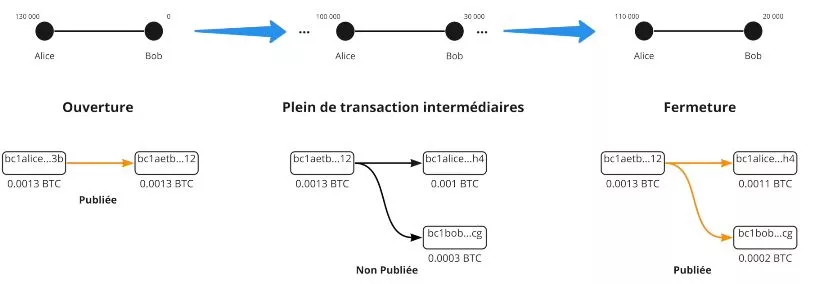 130 000
0
100 000
30 000
110 000
20 000
...
...
Alice
Bob
Alice
Bob
Alice
Bob
Ouverture
Plein de transaction intermédiaires
Fermeture
bc1alice...3b
bc1aetb...12
bc1aetb...12
bc1alice...h4
bc1aetb...12
bc1alice...h4
0.0013 BTC
0.0013 BTC
0.0013 BTC
0.001 BTC
0.0013 BTC
0.0011 BTC
Publiée
bc1bob...cg
bc1bob...cg
0.0003 BTC
0.0002 BTC
Non Publiée
Publiée